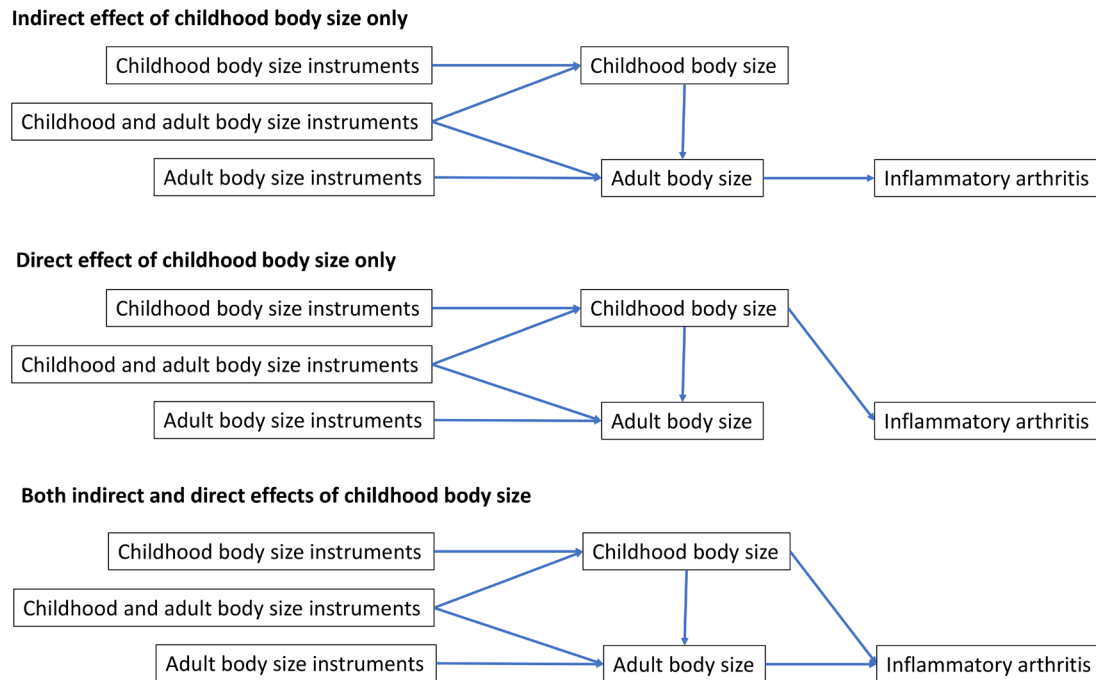 Indirect effect of childhood body size only
Childhood body size instruments
Childhood body size
Childhood and adult body size instruments
Adult body size instruments
Adult body size
Inflammatory arthritis
Direct effect of childhood body size only
Childhood body size instruments
Childhood body size
Childhood and adult body size instruments
Adult body size instruments
Adult body size
Inflammatory arthritis
Both indirect and direct effects of childhood body size
Childhood body size instruments
Childhood body size
Childhood and adult body size instruments
Adult body size instruments
Adult body size
Inflammatory arthritis